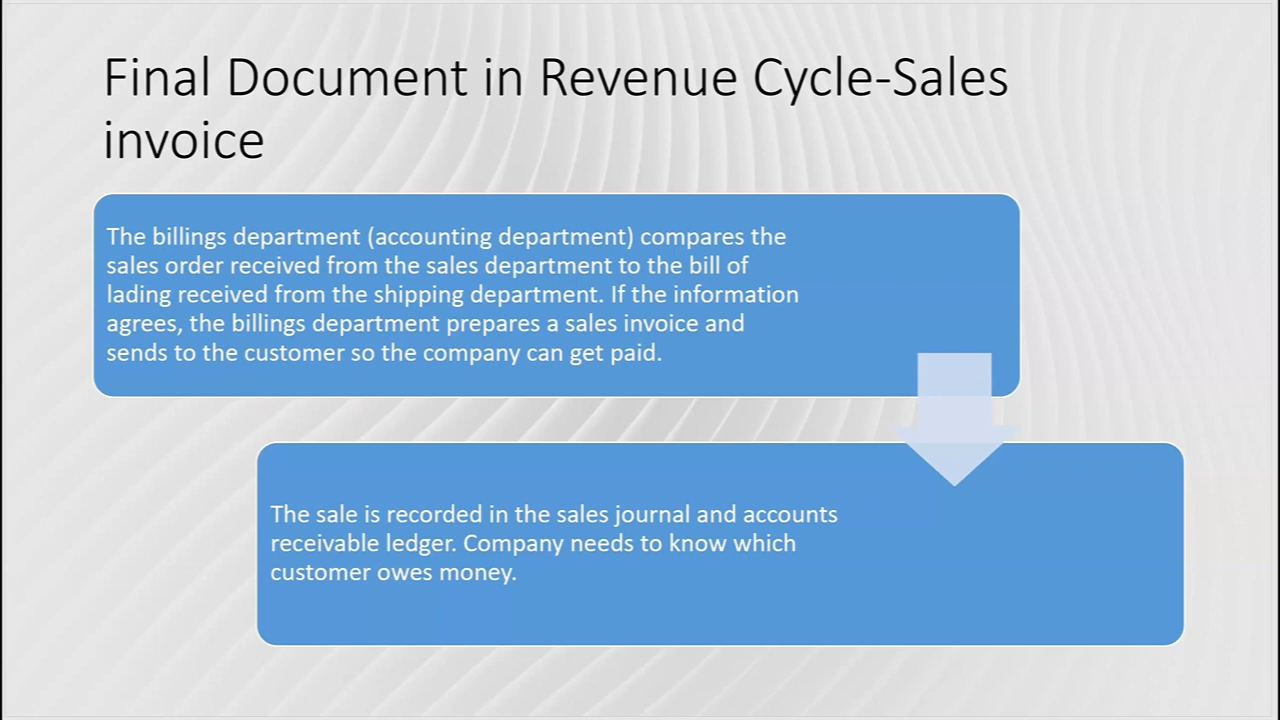 Final Document in Revenue Cycle-Sales
invoice
The billings department (accounting department) compares the
sales order received from the sales department to the bill of
lading received from the shipping department. If the information
agrees, the billings department prepares a sales invoice and
sends to the customer so the company can get paid.
The sale is recorded in the sales journal and accounts
receivable ledger. Company needs to know which
customer owes money.